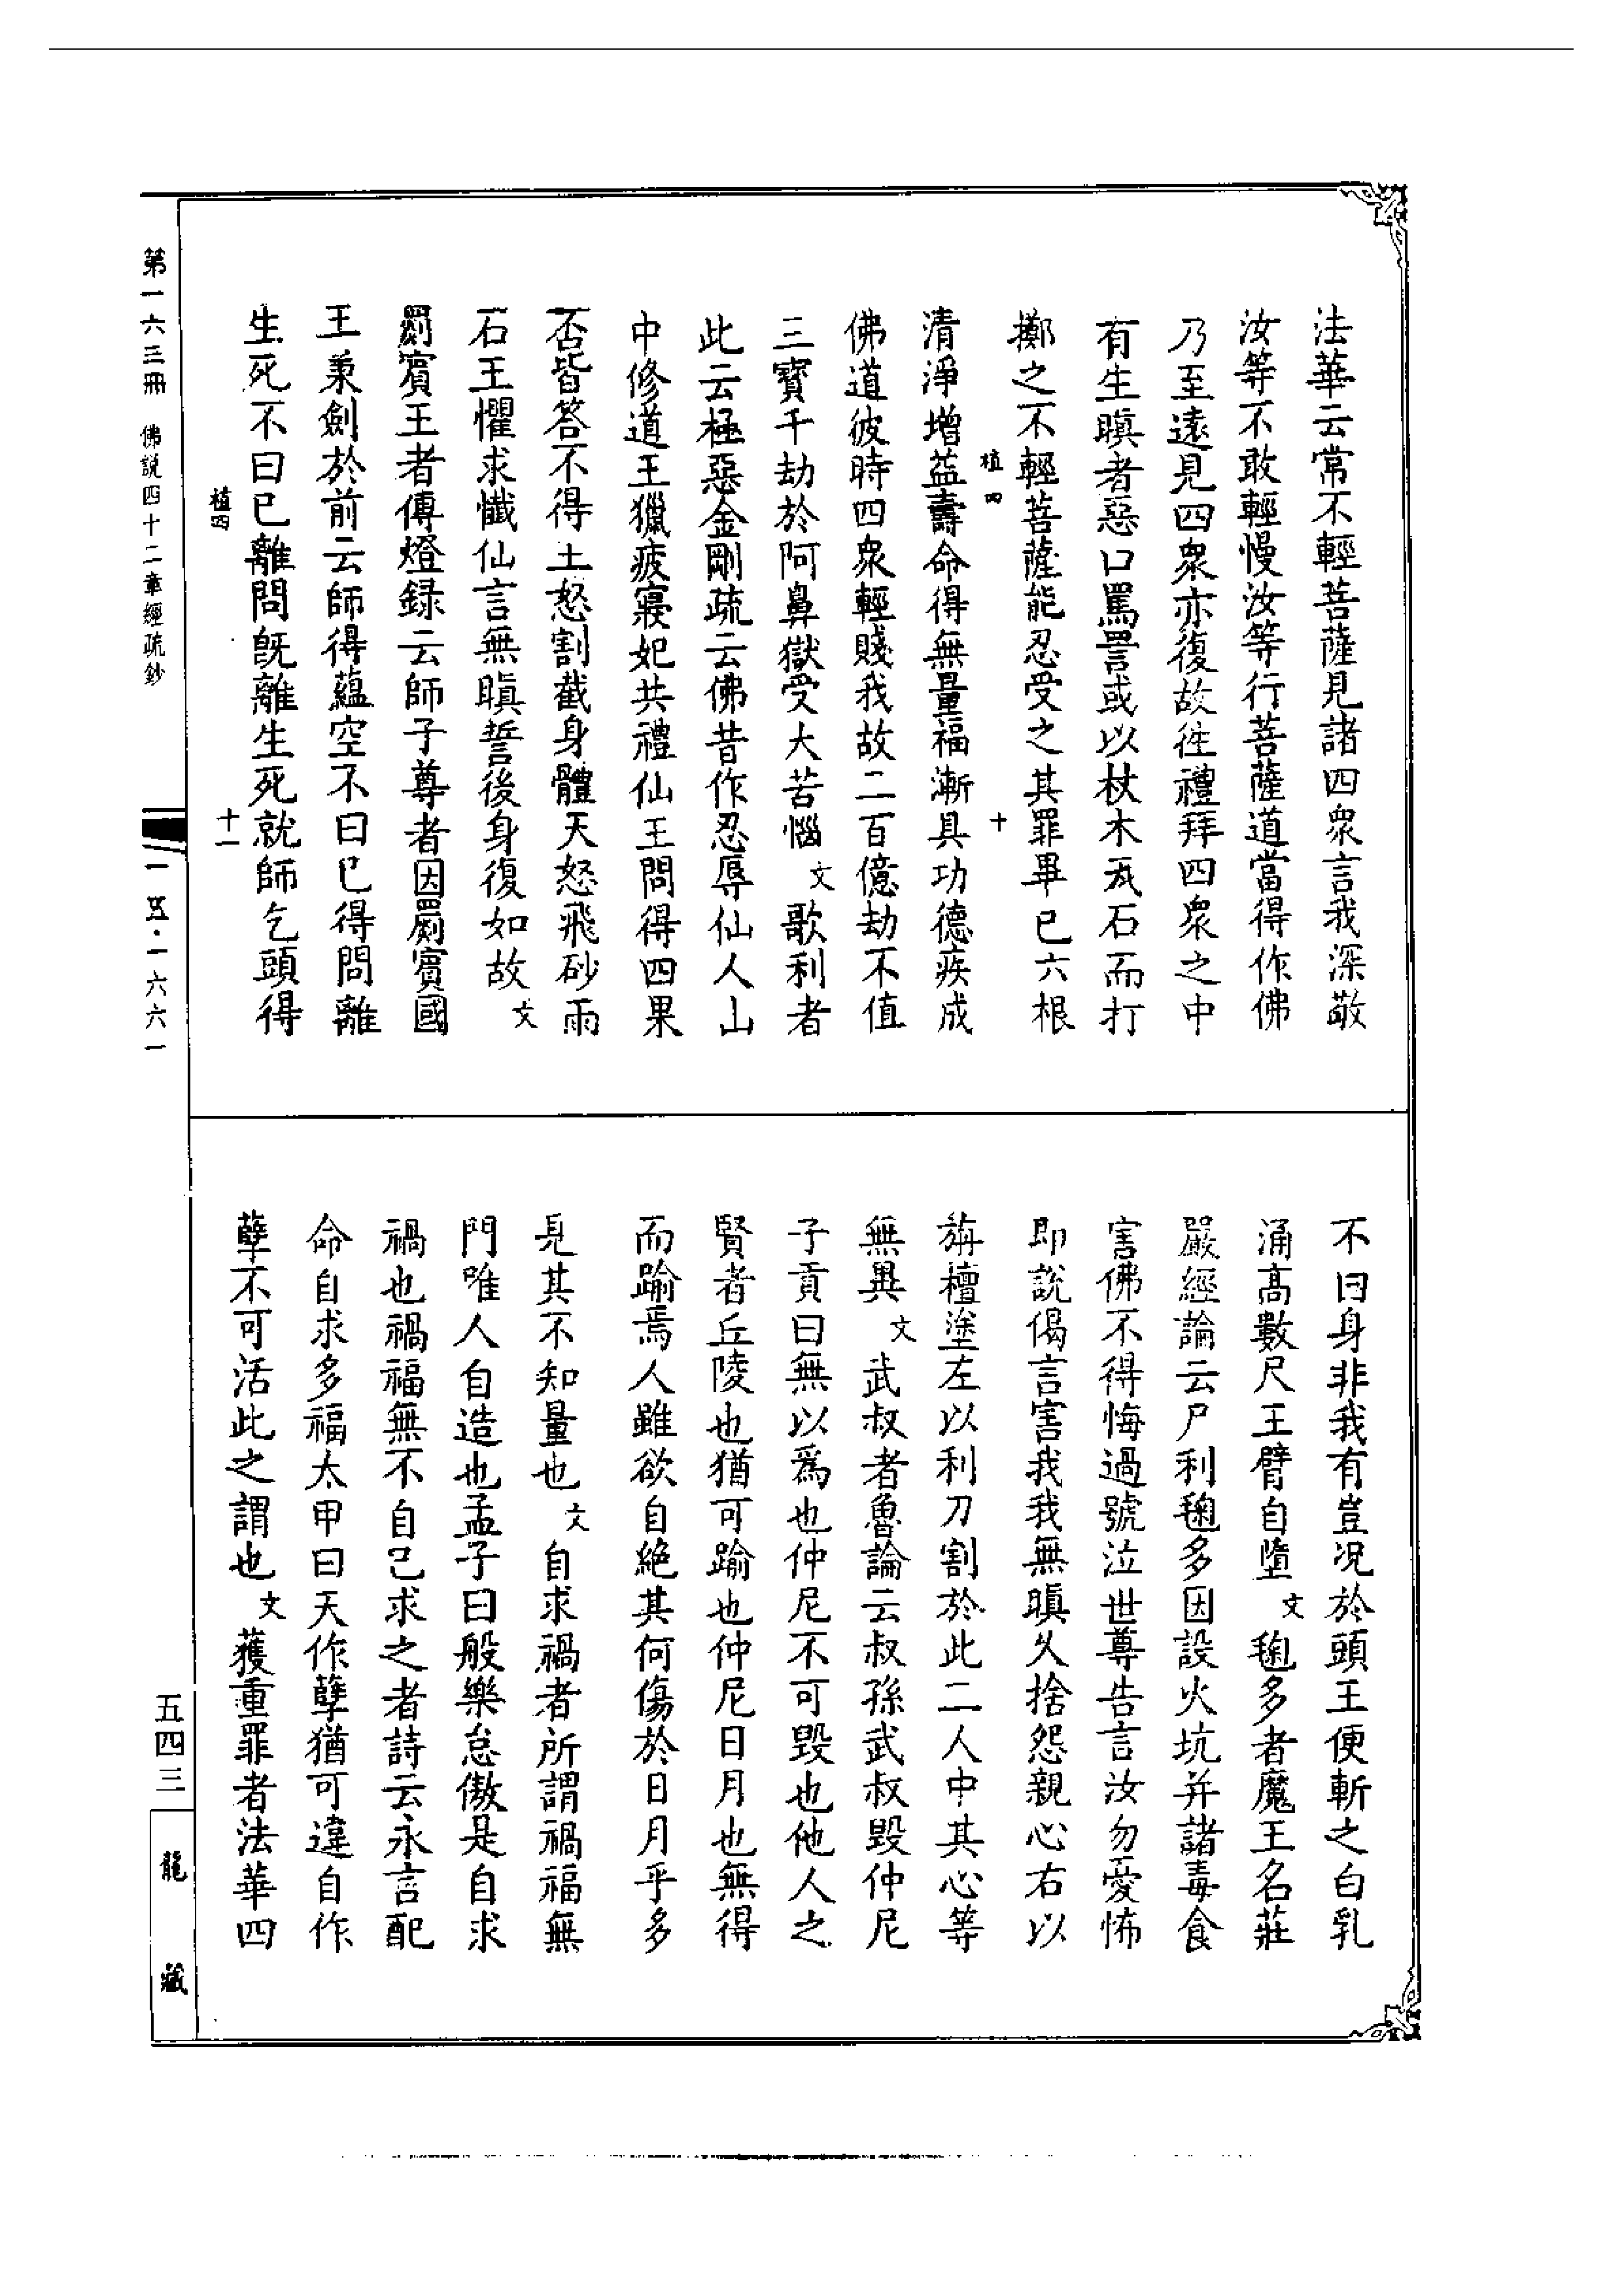 法華云常不輕菩薩見諸四衆言我深敬
汝等不敢輕慢汝等行菩薩道當得作佛
乃至遠見四衆亦復故徃禮拜四衆之中
有生瞋者惡口罵詈或以杖木瓦石而打
擲之不輕菩薩能忍受之其罪畢已六根
植四
十
清淨增益壽命得無量福漸具功德疾成
佛道彼時四衆輕賤我故二百億劫不值
三寶千劫於阿鼻獄受大苦惱 文 歌利者
此云極惡金剛疏云佛昔作忍辱仙人山
中修道王獵疲寢妃共禮仙王問得四果
否皆答不得王怒割截身體天怒飛砂雨
石王懼求懺仙言無瞋誓後身復如故 文
罽賓王者傳燈録云師子尊者因罽賓國
王秉劍於前云師得蘊空不曰已得問離
生死不曰已離問旣離生死就師乞頭得
植四
十一
不曰身非我有豈况於頭王便斬之白乳
涌高數尺王臂自墮 文 毱多者魔王名莊
嚴經論云尸利毱多因設火坑并諸毒食
害佛不得悔過號泣世尊告言汝勿憂怖
即說偈言害我我無瞋久捨怨親心右以
旃檀塗左以利刀割於此二人中其心等
無異 文 武叔者魯論云叔孫武叔毀仲尼
子貢曰無以爲也仲尼不可毀也他人之
賢者丘陵也猶可踰也仲尼日月也無得
而踰焉人雖欲自絶其何傷於日月乎多
見其不知量也 文 自求禍者所謂禍福無
門唯人自造也孟子曰般樂怠傲是自求
禍也禍福無不自己求之者詩云永言配
命自求多福太甲曰天作孽猶可違自作
孽不可活此之謂也 文 獲重罪者法華四
第一六三冊 佛説四十二章經疏鈔
一五·一六六一
五四三
龍藏